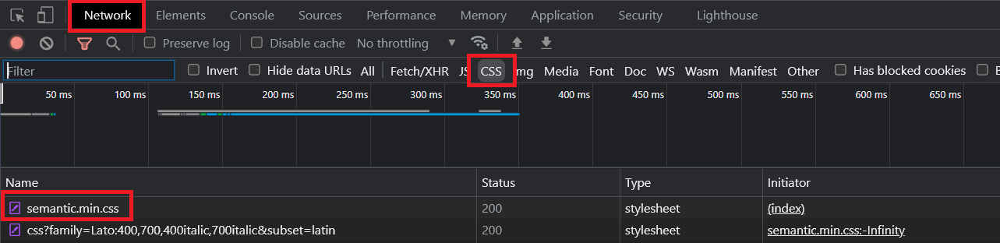 Network Elements Console Sources Performance Memory Application Security Lighthouse
Preserve log Disable cache No throttling
Filter Invert Hide data URLs All Fetch/XHR JS CSS Img Media Font Doc WS Wasm Manifest Other Has blocked cookies
50 ms 100 ms 150 ms 200 ms 250 ms 300 ms 350 ms 400 ms 450 ms 500 ms 550 ms 600 ms 650 ms
Name Status Type Initiator
semantic.min.css 200 stylesheet (index)
css?family=Lato:400,700,400italic,700italic&subset=latin 200 stylesheet semantic.min.css:-Infinity